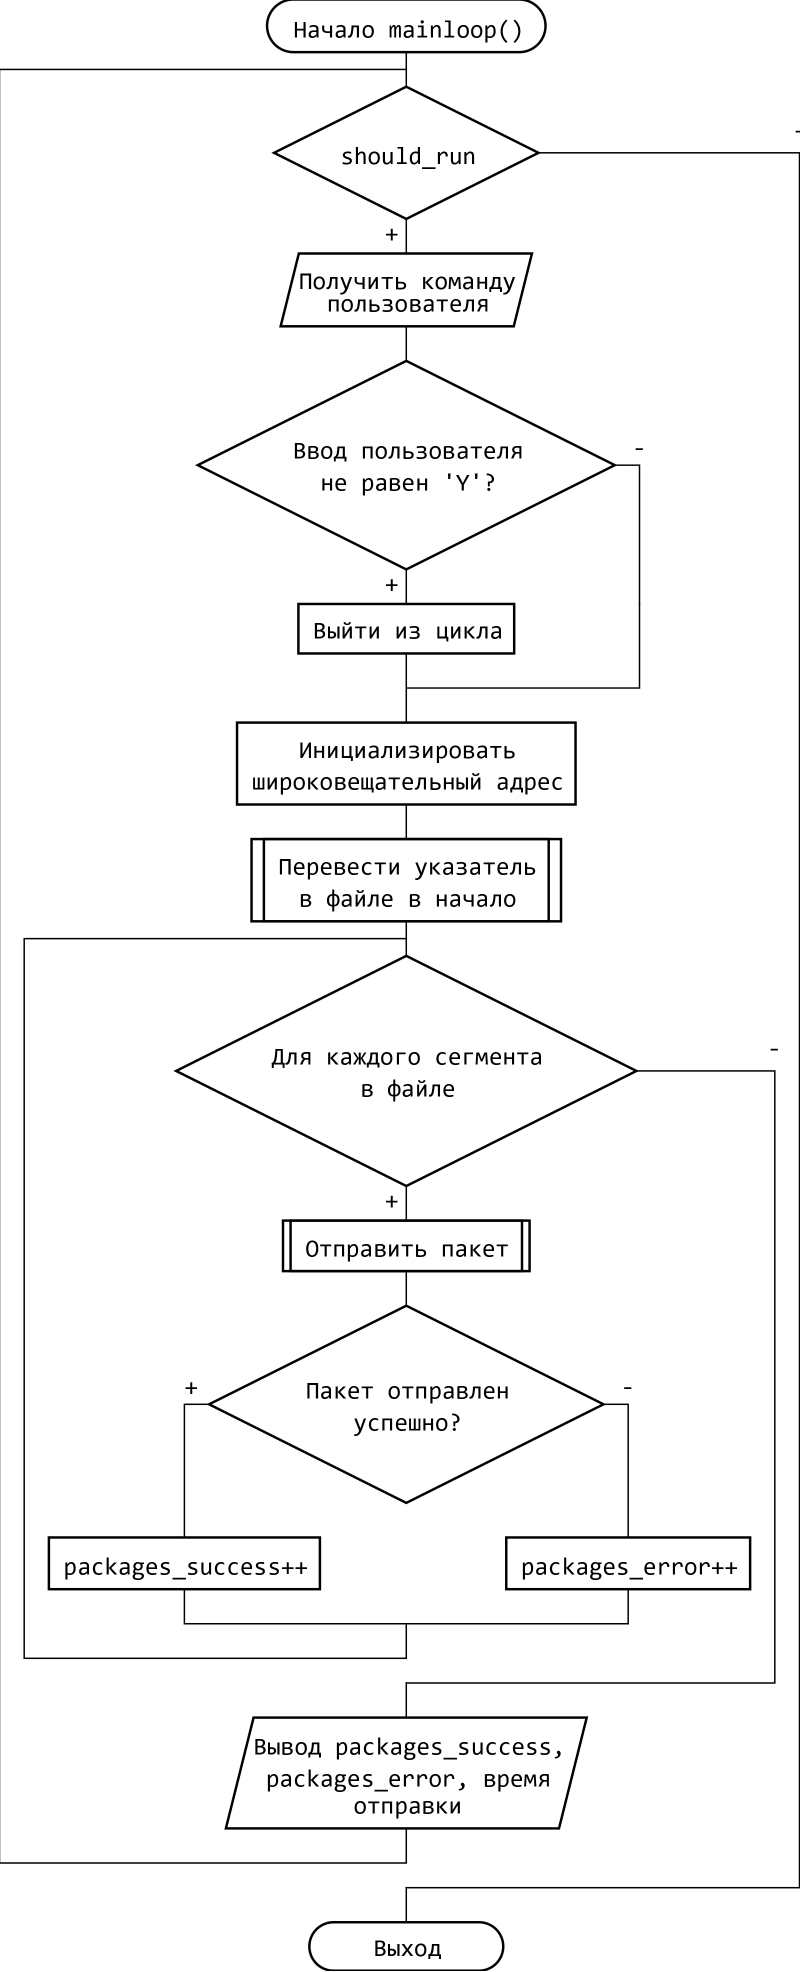 Начало mainloop()
-
should_run
+
Получить команду
пользователя
-
Ввод пользователя
не равен 'Y'?
+
Выйти из цикла
Инициализировать
широковещательный адрес
Перевести указатель
в файле в начало
-
Для каждого сегмента
в файле
+
Отправить пакет
+
-
Пакет отправлен
успешно?
packages_success++
packages_error++
Вывод packages_success,
packages_error, время
отправки
Выход